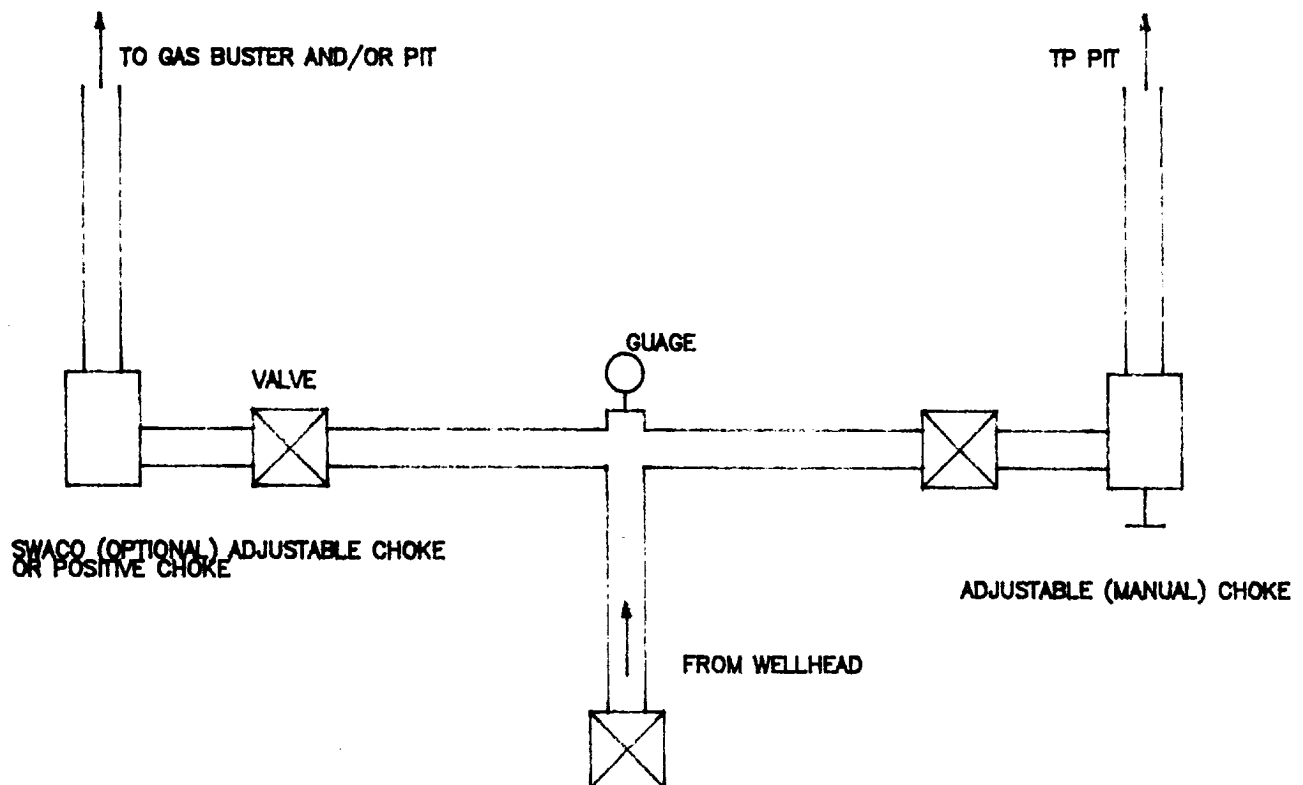 TO GAS BUSTER AND/OR PIT
TP PIT
GUAGE
VALVE
SWACO (OPTIONAL) ADJUSTABLE CHOKE
OR POSITIVE CHOKE
ADJUSTABLE (MANUAL) CHOKE
FROM WELLHEAD